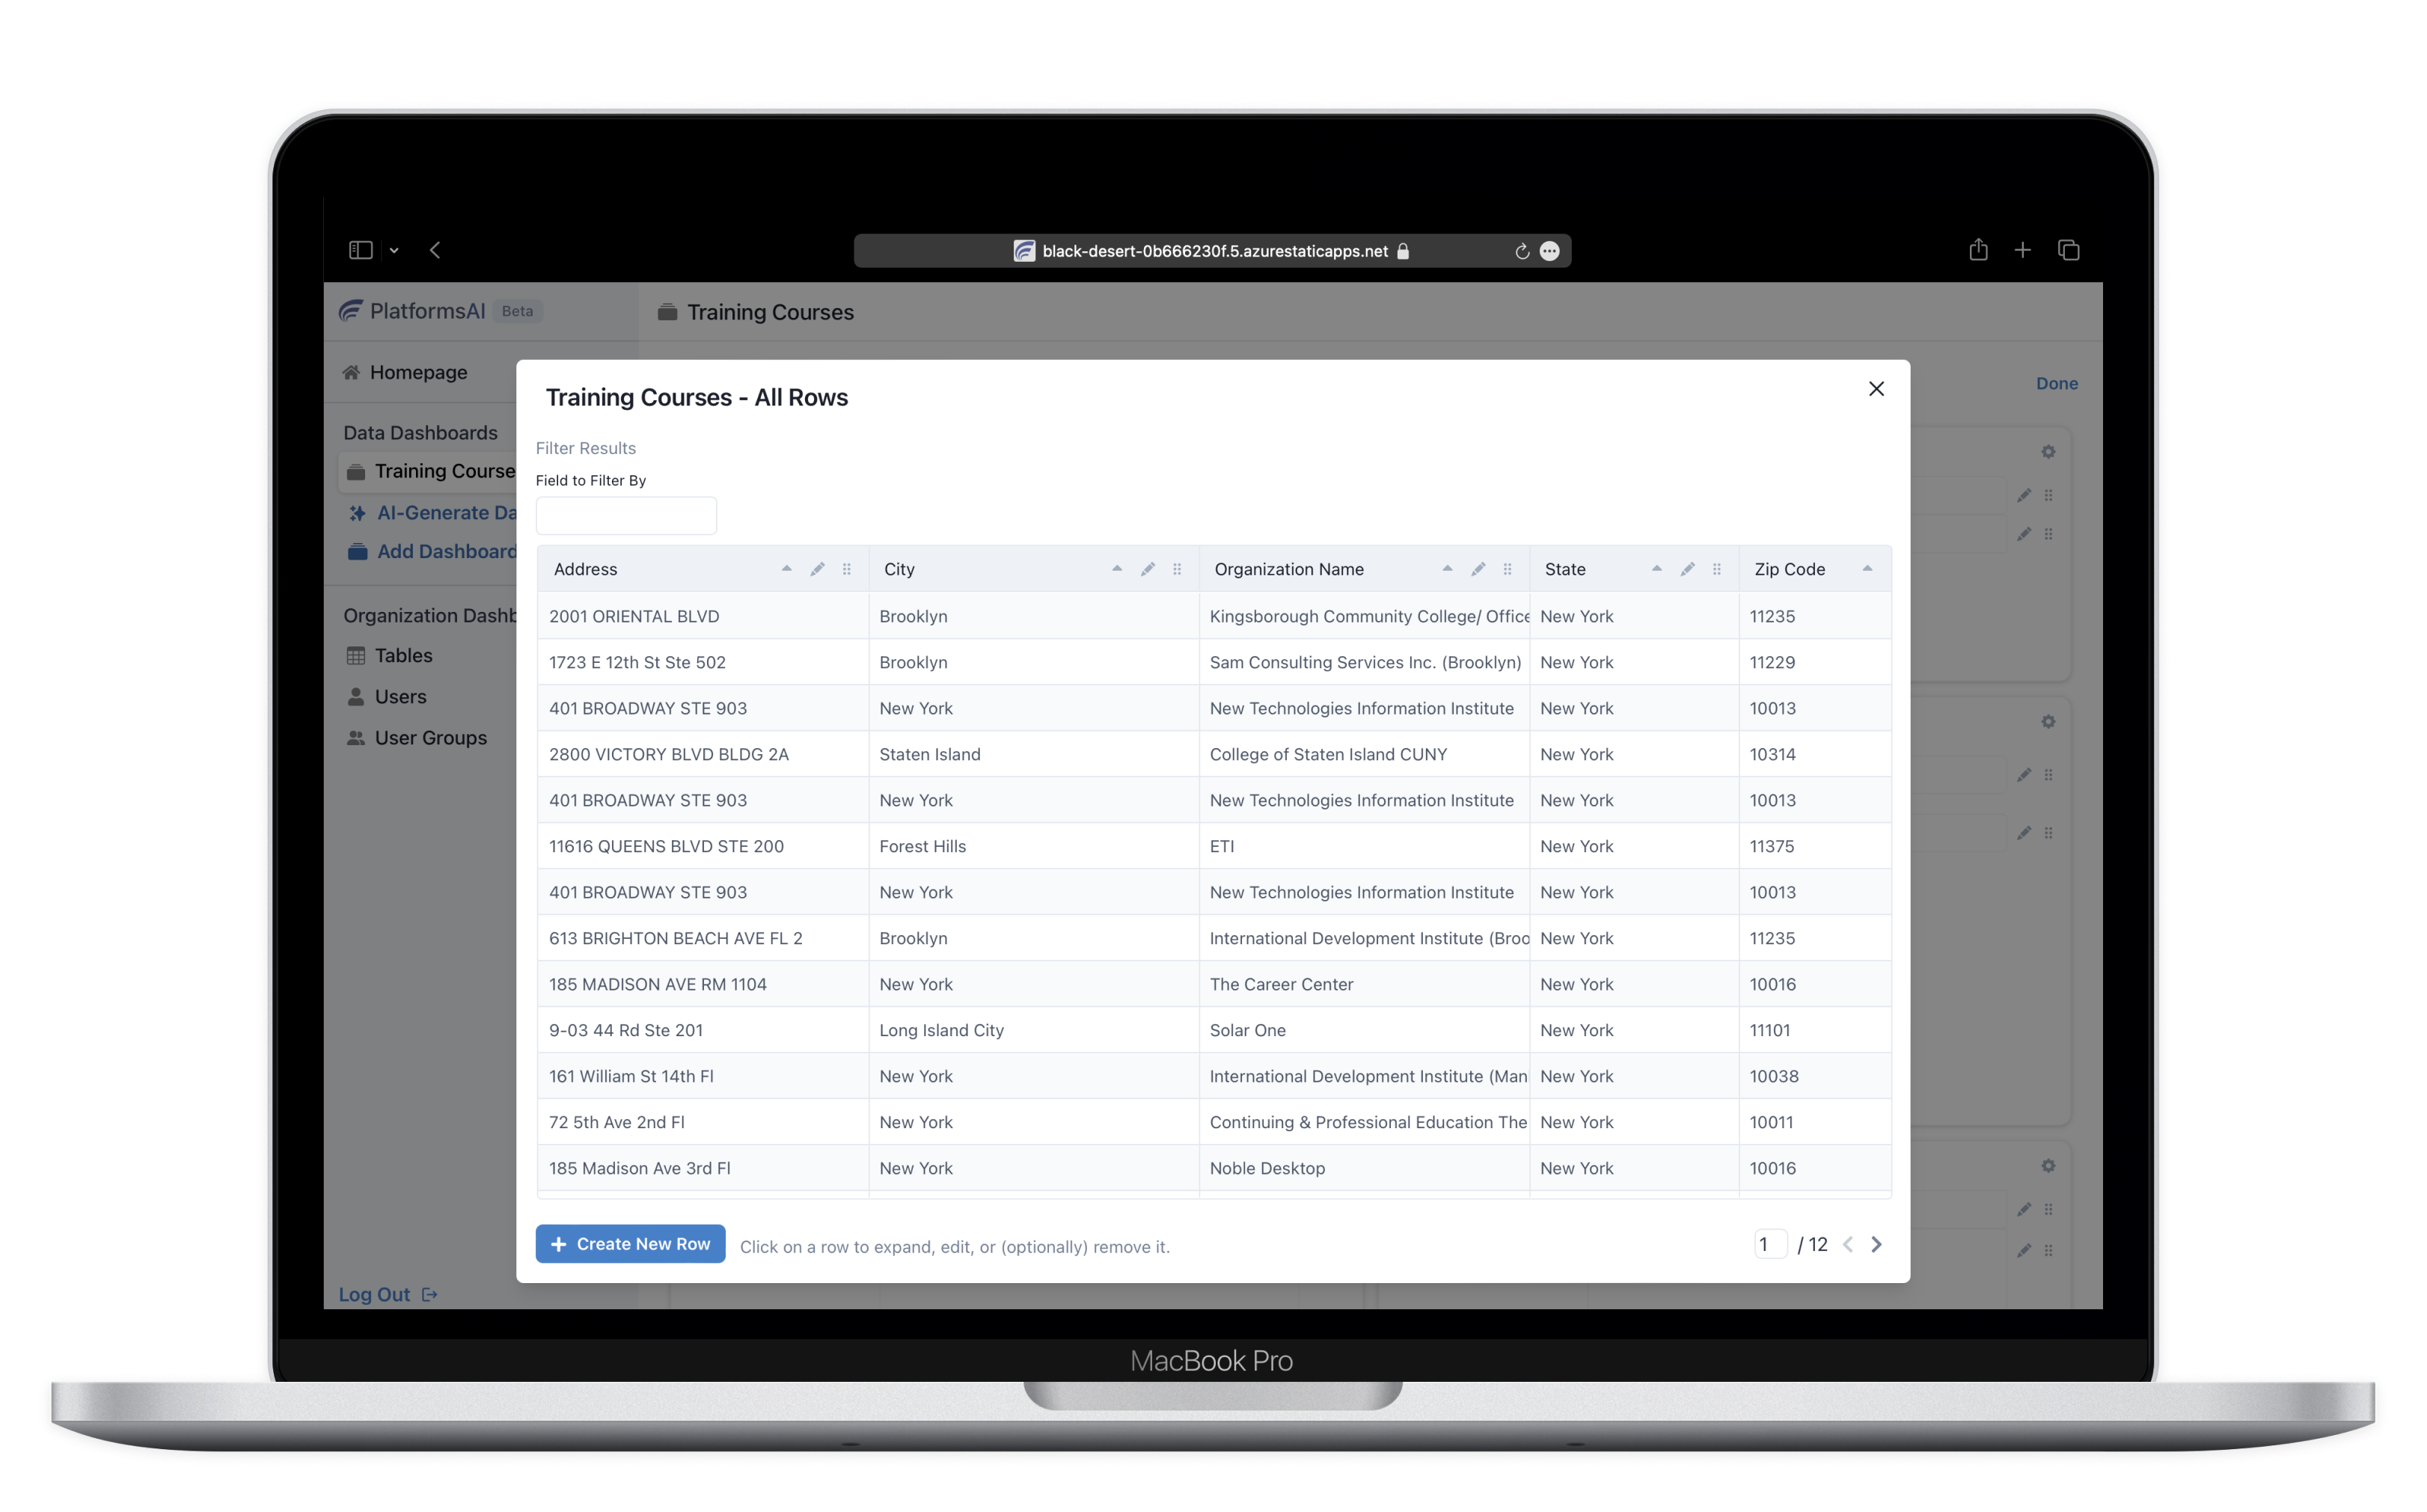 black-desert-0b666230f.5.azurestaticapps.net
PlatformsAI Beta
Training Courses
Homepage
Training Courses - All Rows
Done
Data Dashboards
Filter Results
Training Course
Field to Filter By
AI-Generate Da
Add Dashboard
Address City Organization Name State Zip Code
2001 ORIENTAL BLVD Brooklyn Kingsborough Community College/ Office New York 11235
Organization Dashb
1723 E 12th St Ste 502 Brooklyn Sam Consulting Services Inc. (Brooklyn) New York 11229
Tables
401 BROADWAY STE 903 New York New Technologies Information Institute New York 10013
Users
2800 VICTORY BLVD BLDG 2A Staten Island College of Staten Island CUNY New York 10314
User Groups
401 BROADWAY STE 903 New York New Technologies Information Institute New York 10013
11616 QUEENS BLVD STE 200 Forest Hills ETI New York 11375
401 BROADWAY STE 903 New York New Technologies Information Institute New York 10013
613 BRIGHTON BEACH AVE FL 2 Brooklyn International Development Institute (Broo New York 11235
185 MADISON AVE RM 1104 New York The Career Center New York 10016
9-03 44 Rd Ste 201 Long Island City Solar One New York 11101
161 William St 14th Fl New York International Development Institute (Man New York 10038
72 5th Ave 2nd Fl New York Continuing & Professional Education The New York 10011
185 Madison Ave 3rd Fl New York Noble Desktop New York 10016
+ Create New Row Click on a row to expand, edit, or (optionally) remove it. 1 / 12
Log Out
MacBook Pro